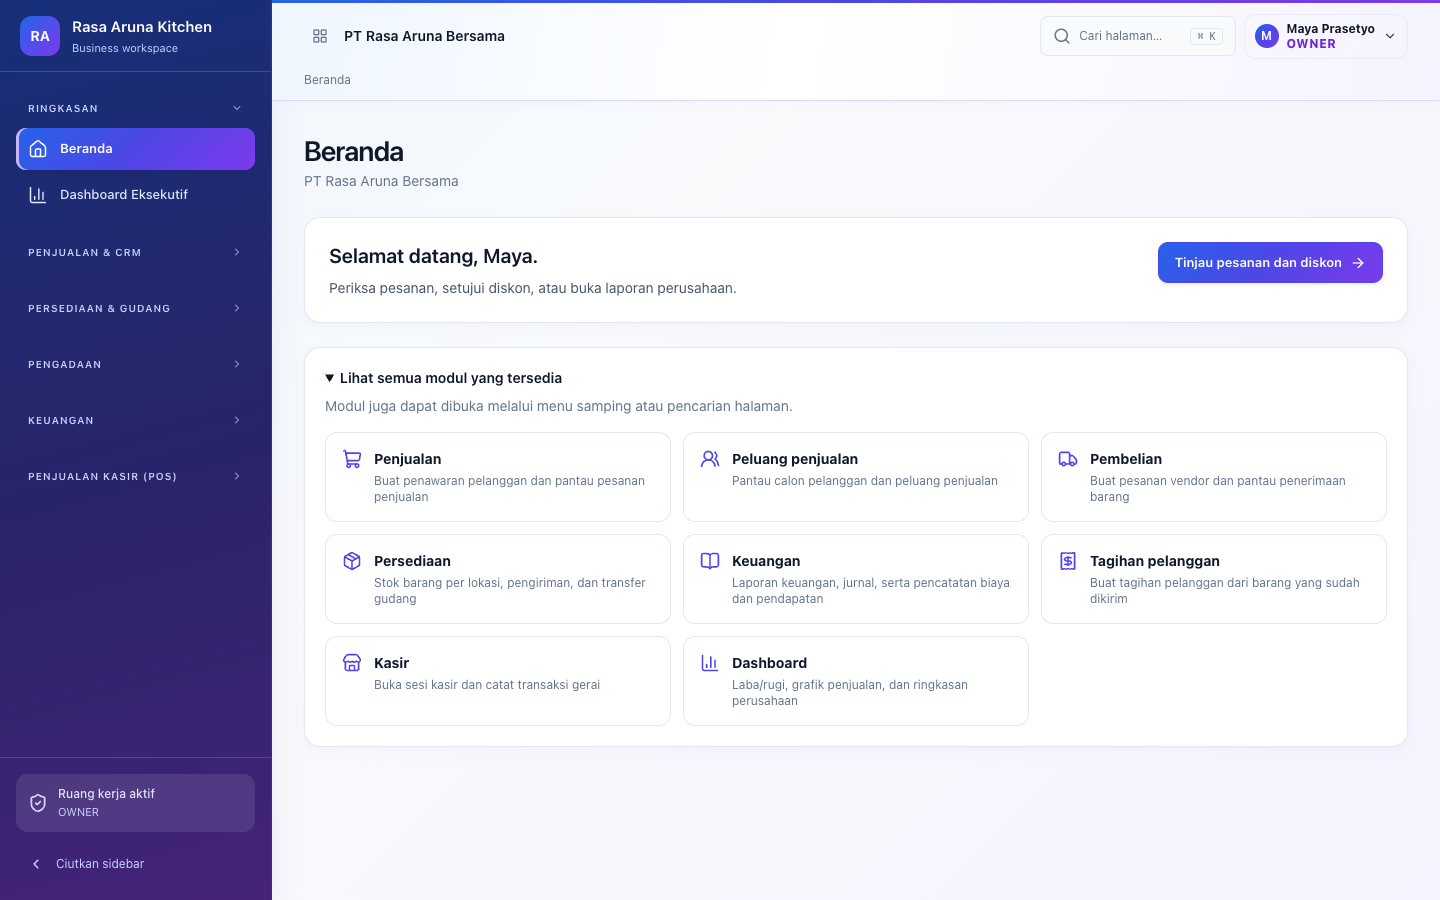 RA
Rasa Aruna Kitchen
Business workspace
RINGKASAN
Beranda
Dashboard Eksekutif
PENJUALAN & CRM
PERSEDIAAN & GUDANG
PENGADAAN
KEUANGAN
PENJUALAN KASIR (POS)
Ruang kerja aktif
OWNER
Ciutkan sidebar
PT Rasa Aruna Bersama
Cari halaman...
⌘ K
M
Maya Prasetyo
OWNER
Beranda
Beranda
PT Rasa Aruna Bersama
Selamat datang, Maya.
Periksa pesanan, setujui diskon, atau buka laporan perusahaan.
Tinjau pesanan dan diskon
Lihat semua modul yang tersedia
Modul juga dapat dibuka melalui menu samping atau pencarian halaman.
Penjualan
Buat penawaran pelanggan dan pantau pesanan
penjualan
Peluang penjualan
Pantau calon pelanggan dan peluang penjualan
Pembelian
Buat pesanan vendor dan pantau penerimaan
barang
Persediaan
Stok barang per lokasi, pengiriman, dan transfer
gudang
Keuangan
Laporan keuangan, jurnal, serta pencatatan biaya
dan pendapatan
Tagihan pelanggan
Buat tagihan pelanggan dari barang yang sudah
dikirim
Kasir
Buka sesi kasir dan catat transaksi gerai
Dashboard
Laba/rugi, grafik penjualan, dan ringkasan
perusahaan